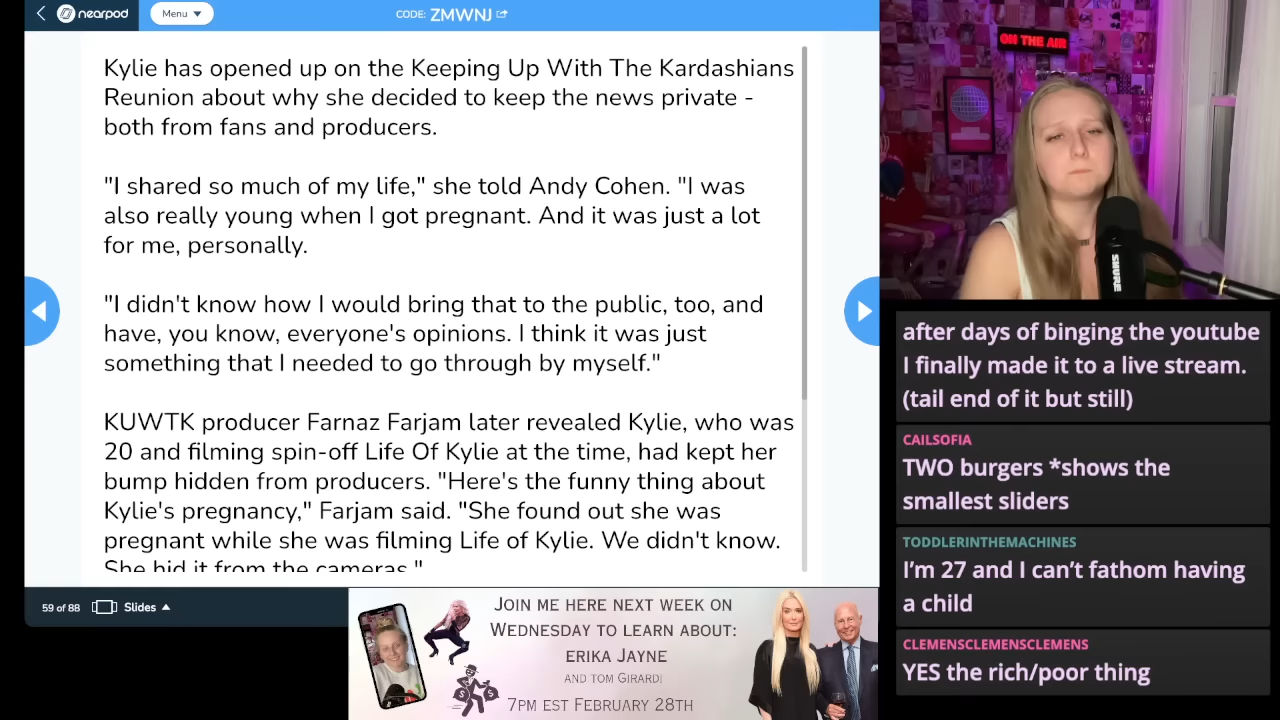 nearpod
Menu
CODE: ZMWNJ
ON THE AIR
Kylie has opened up on the Keeping Up With The Kardashians
Reunion about why she decided to keep the news private -
both from fans and producers.
"I shared so much of my life," she told Andy Cohen. "I was
also really young when I got pregnant. And it was just a lot
for me, personally.
"I didn't know how I would bring that to the public, too, and
have, you know, everyone's opinions. I think it was just
something that I needed to go through by myself."
KUWTK producer Farnaz Farjam later revealed Kylie, who was
20 and filming spin-off Life Of Kylie at the time, had kept her
bump hidden from producers. "Here's the funny thing about
Kylie's pregnancy," Farjam said. "She found out she was
pregnant while she was filming Life of Kylie. We didn't know.
She hid it from the cameras."
59 of 88
Slides
SHURE
after days of binging the youtube
I finally made it to a live stream.
(tail end of it but still)
CAILSOFIA
TWO burgers *shows the
smallest sliders
TODDLERINTHEMACHINES
I'm 27 and I can't fathom having
a child
CLEMENSCLEMENSCLEMENS
YES the rich/poor thing
JOIN ME HERE NEXT WEEK ON
WEDNESDAY TO LEARN ABOUT:
ERIKA JAYNE
AND TOM GIRARDI
7PM EST FEBRUARY 28TH